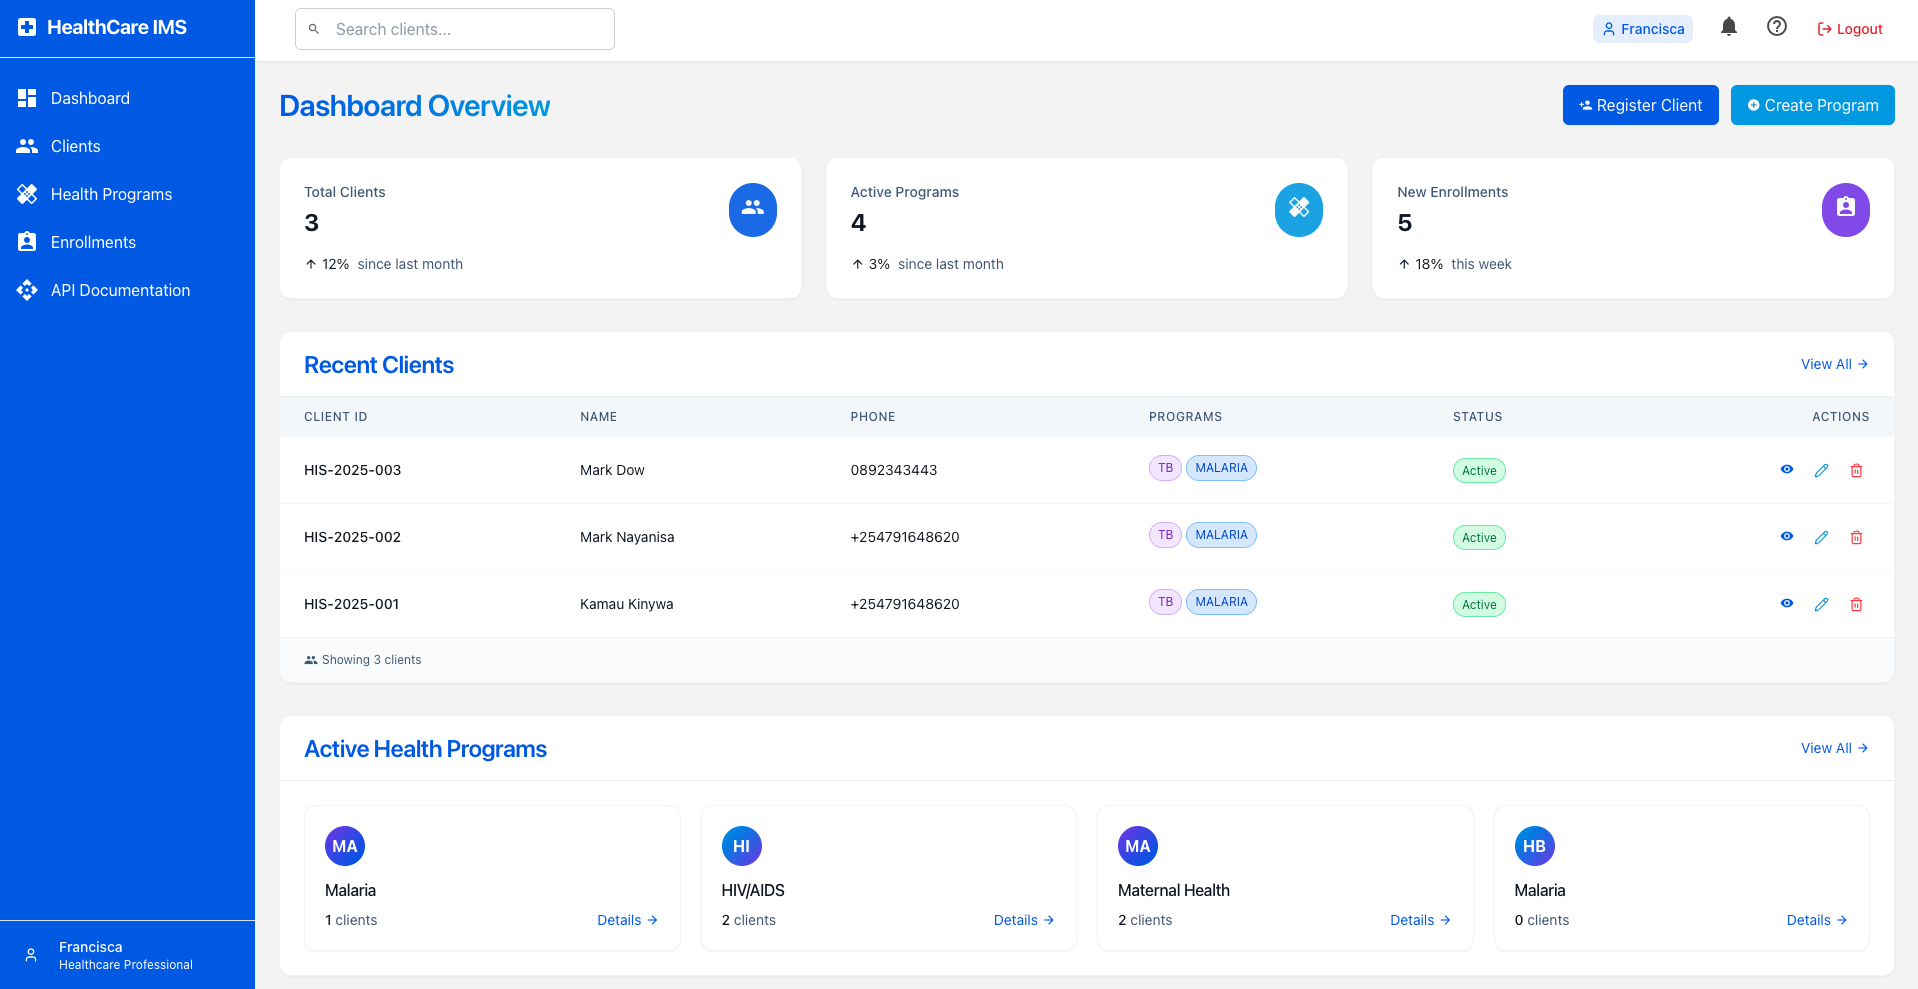 HealthCare IMS
Search clients...
Francisca
Logout
Dashboard
Clients
Health Programs
Enrollments
API Documentation
Francisca
Healthcare Professional
Dashboard Overview
Register Client
Create Program
Total Clients
3
12% since last month
Active Programs
4
3% since last month
New Enrollments
5
18% this week
Recent Clients
View All
CLIENT ID NAME PHONE PROGRAMS STATUS ACTIONS
HIS-2025-003 Mark Dow 0892343443 TB MALARIA Active
HIS-2025-002 Mark Nayanisa +254791648620 TB MALARIA Active
HIS-2025-001 Kamau Kinywa +254791648620 TB MALARIA Active
Showing 3 clients
Active Health Programs
View All
MA
Malaria
1 clients Details
HI
HIV/AIDS
2 clients Details
MA
Maternal Health
2 clients Details
HB
Malaria
0 clients Details